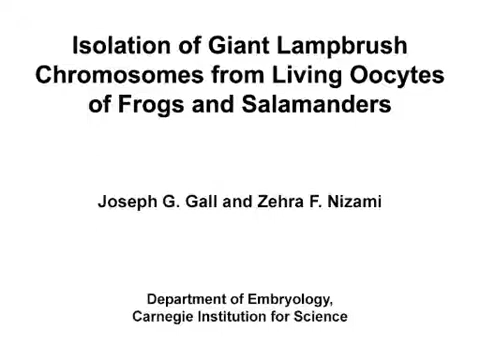 Isolation of Giant Lampbrush
Chromosomes from Living Oocytes
of Frogs and Salamanders
Joseph G. Gall and Zehra F. Nizami
Department of Embryology,
Carnegie Institution for Science